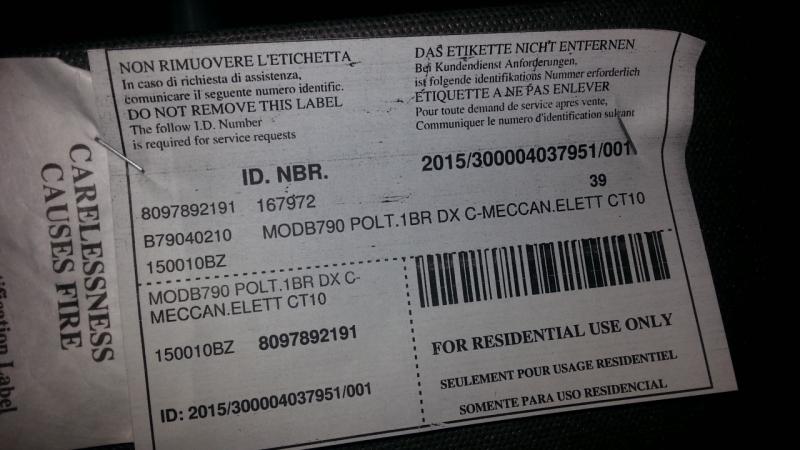 NON RIMUOVERE L'ETICHETTA
In caso di richiesta di assistenza,
comunicare il seguente numero identific.
DO NOT REMOVE THIS LABEL
The follow I.D. Number
is required for service requests
DAS ETIKETTE NICHT ENTFERNEN
Bei Kundendienst Anforderungen,
ist folgende identifikations Nummer erforderlich
ETIQUETTE A NE PAS ENLEVER
Pour toute demand de service apres vente,
Communiquer le numero d'identification suivant
ID. NBR.
2015/300004037951/001
8097892191 167972
39
B79040210 MODB790 POLT.1BR DX C-MECCAN.ELETT CT10
150010BZ
MODB790 POLT.1BR DX C-
MECCAN.ELETT CT10
150010BZ 8097892191
ID: 2015/300004037951/001
FOR RESIDENTIAL USE ONLY
SEULEMENT POUR USAGE RESIDENTIEL
SOMENTE PARA USO RESIDENCIAL
CARELESSNESS
CAUSES FIRE
Label